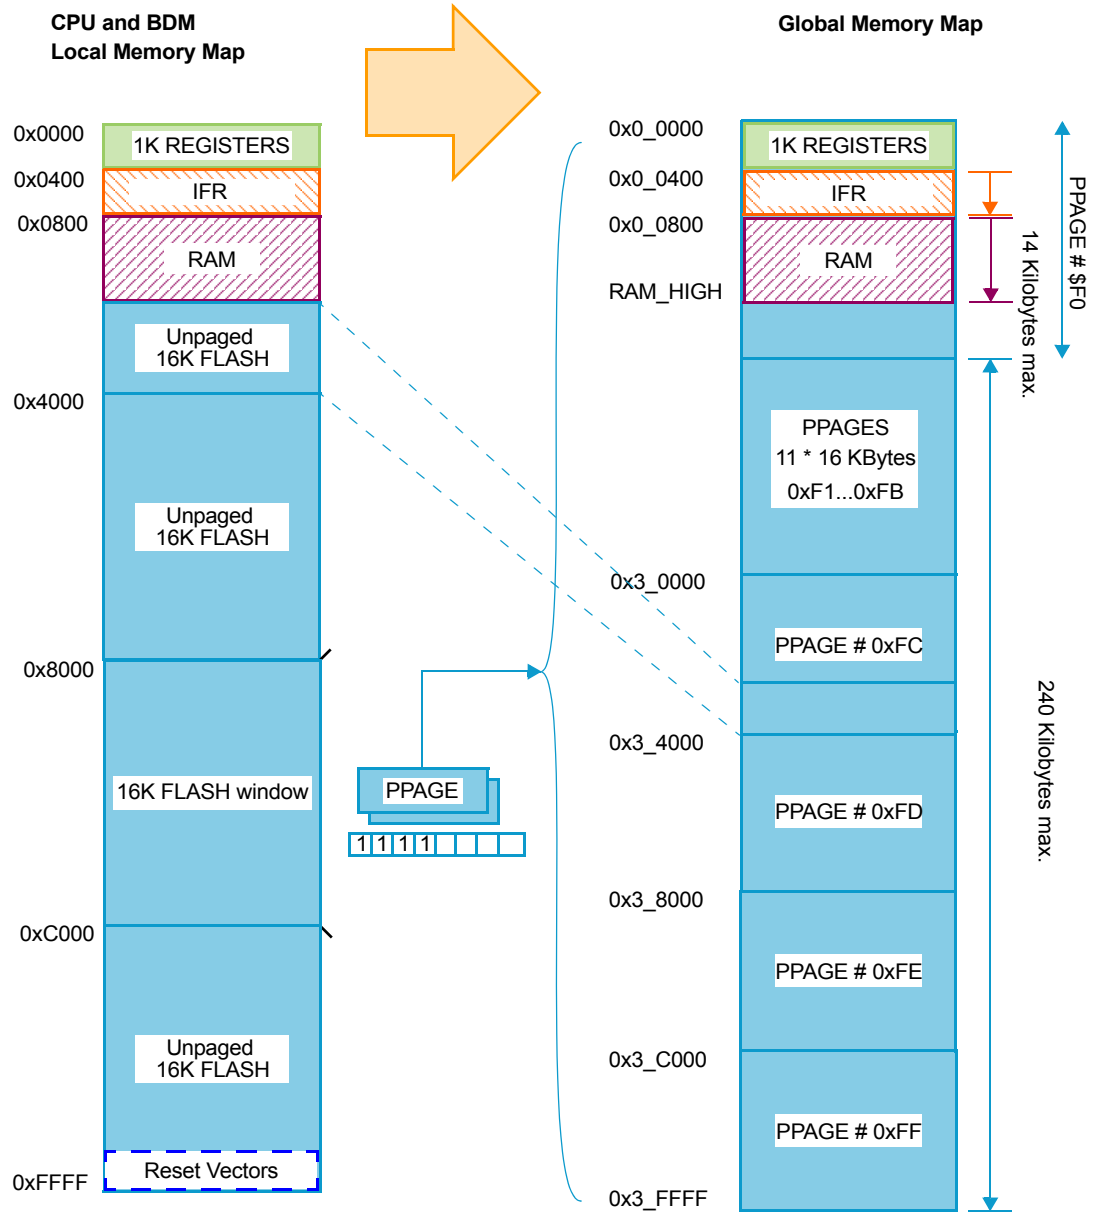 CPU and BDM
Local Memory Map
0x0000
1K REGISTERS
0x0400
IFR
0x0800
RAM
Unpaged
16K FLASH
0x4000
Unpaged
16K FLASH
0x8000
16K FLASH window
0xC000
Unpaged
16K FLASH
Reset Vectors
0xFFFF
PPAGE
1 1 1 1
Global Memory Map
0x0_0000
1K REGISTERS
0x0_0400
IFR
0x0_0800
RAM
RAM_HIGH
PPAGES
11 * 16 KBytes
0xF1...0xFB
0x3_0000
PPAGE # 0xFC
0x3_4000
PPAGE # 0xFD
0x3_8000
PPAGE # 0xFE
0x3_C000
PPAGE # 0xFF
0x3_FFFF
PPAGE # $F0
14 Kilobytes max.
240 Kilobytes max.